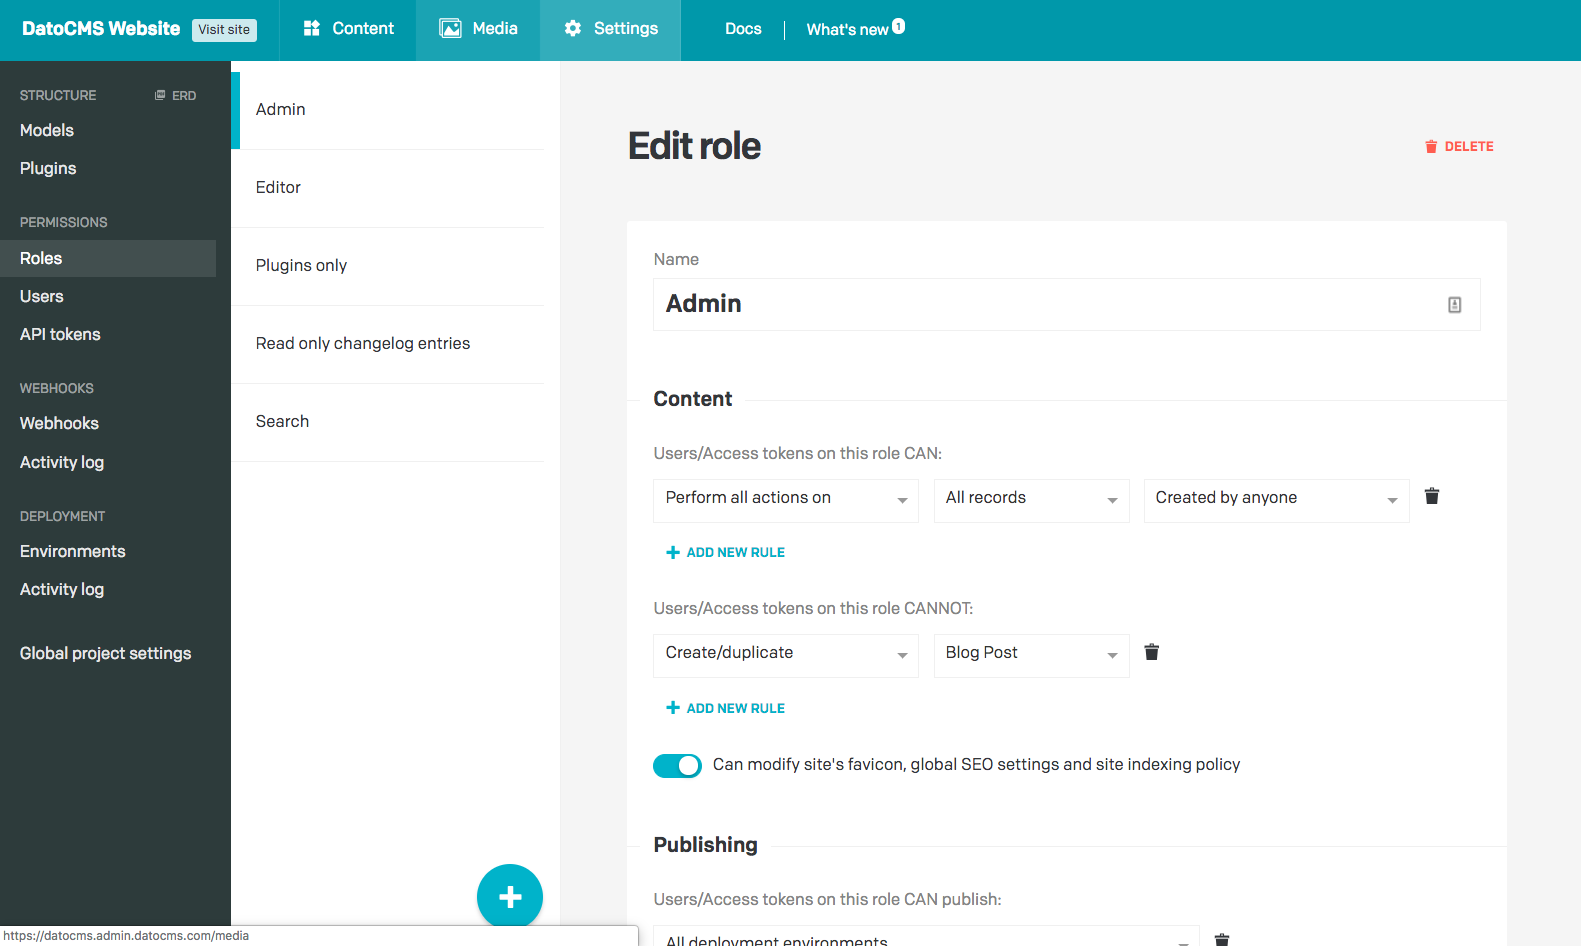 DatoCMS Website Visit site Content Media Settings Docs What's new 1
STRUCTURE ERD
Models
Plugins
PERMISSIONS
Roles
Users
API tokens
WEBHOOKS
Webhooks
Activity log
DEPLOYMENT
Environments
Activity log
Global project settings
Admin
Editor
Plugins only
Read only changelog entries
Search
Edit role
DELETE
Name
Admin
Content
Users/Access tokens on this role CAN:
Perform all actions on All records Created by anyone
ADD NEW RULE
Users/Access tokens on this role CANNOT:
Create/duplicate Blog Post
ADD NEW RULE
Can modify site's favicon, global SEO settings and site indexing policy
Publishing
Users/Access tokens on this role CAN publish:
All deployment environments
https://datocms.admin.datocms.com/media